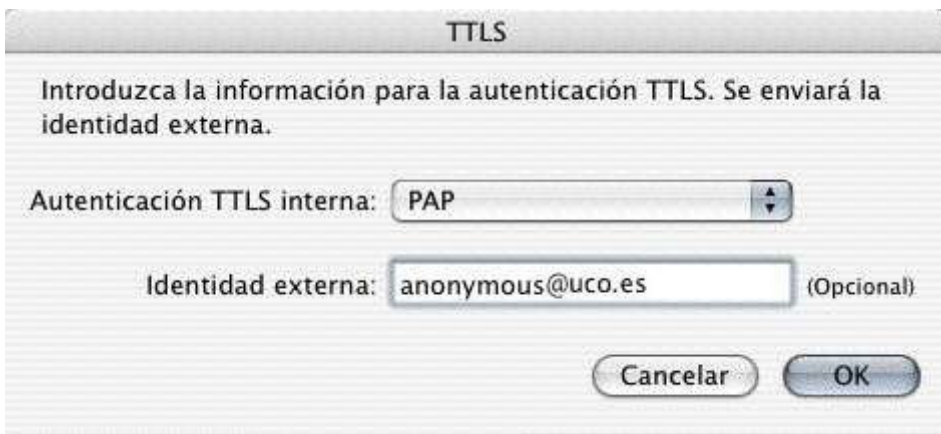 TTLS
Introduzca la información para la autenticación TTLS. Se enviará la
identidad externa.
Autenticación TTLS interna: PAP
Identidad externa: anonymous@uco.es (Opcional)
Cancelar OK